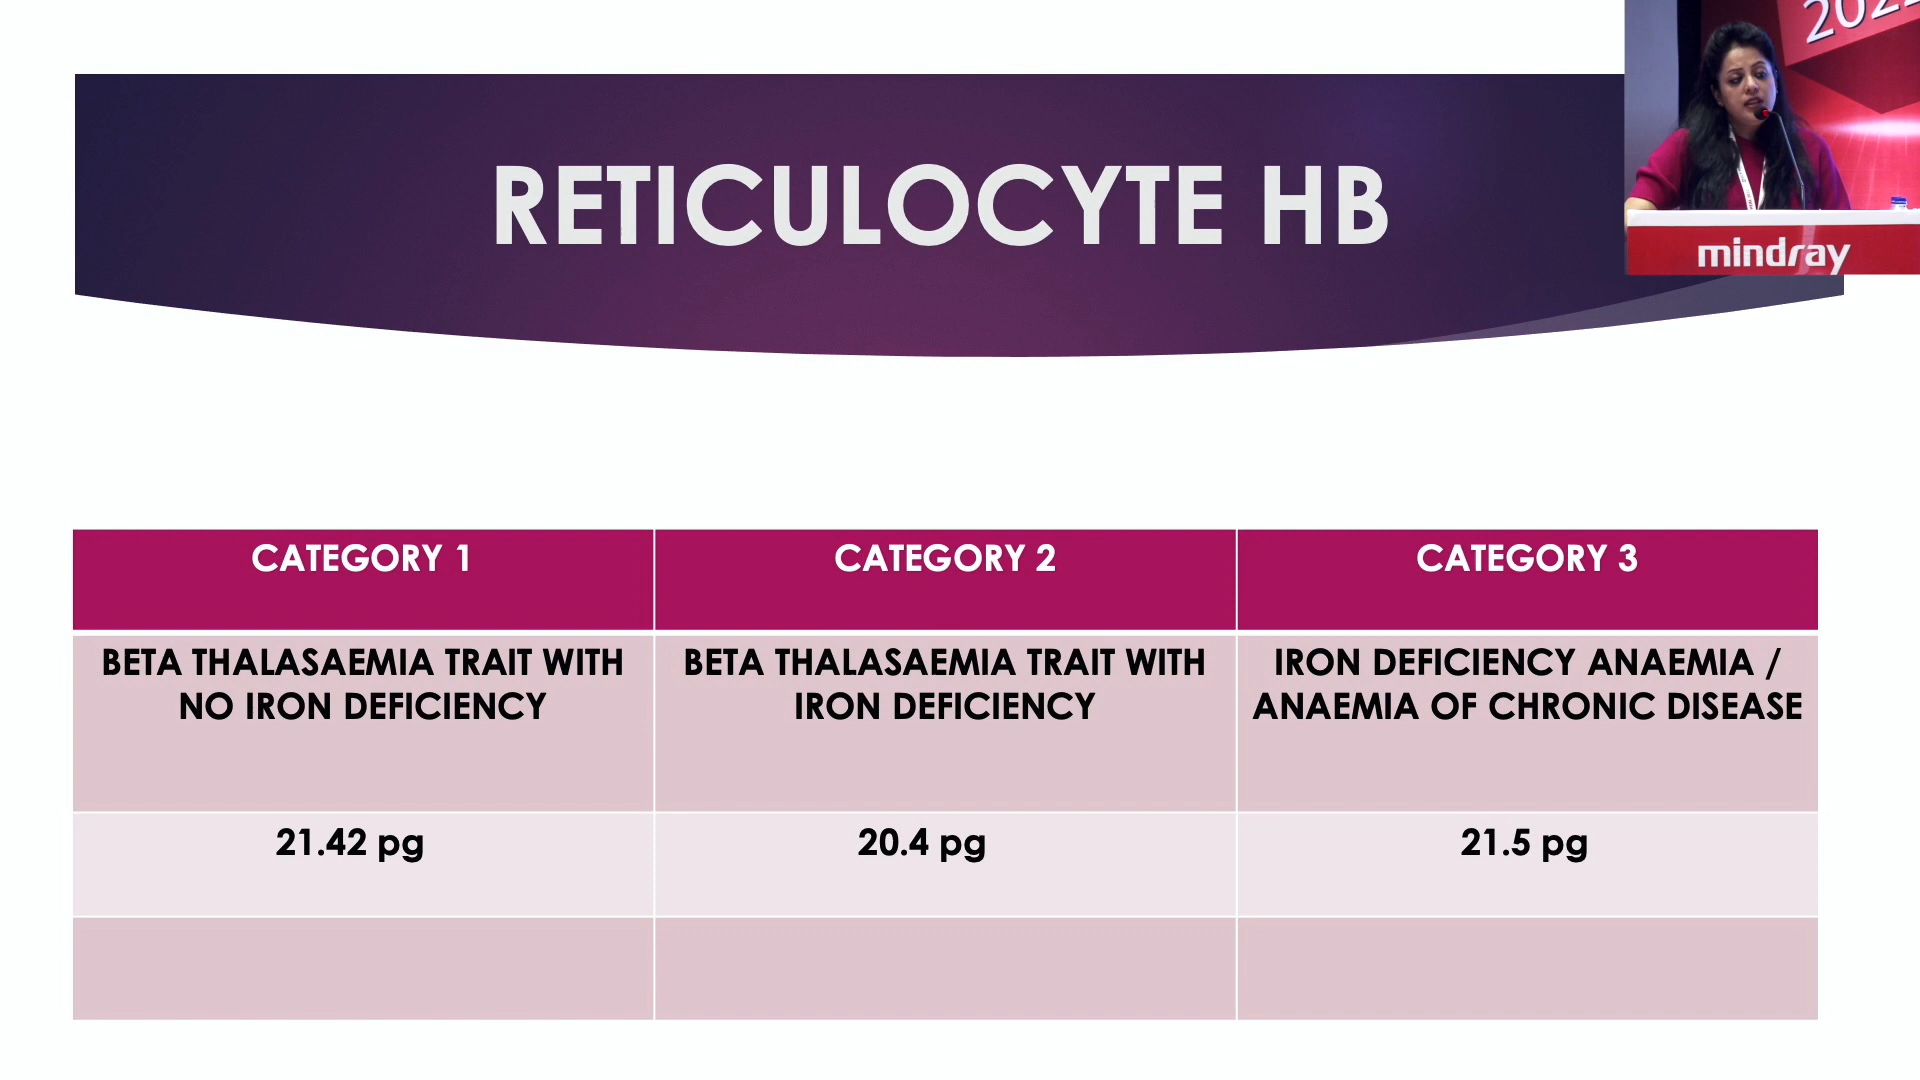 RETICULOCYTE HB
mindray
CATEGORY 1
CATEGORY 2
CATEGORY 3
BETA THALASAEMIA TRAIT WITH
NO IRON DEFICIENCY
BETA THALASAEMIA TRAIT WITH
IRON DEFICIENCY
IRON DEFICIENCY ANAEMIA /
ANAEMIA OF CHRONIC DISEASE
21.42 pg
20.4 pg
21.5 pg